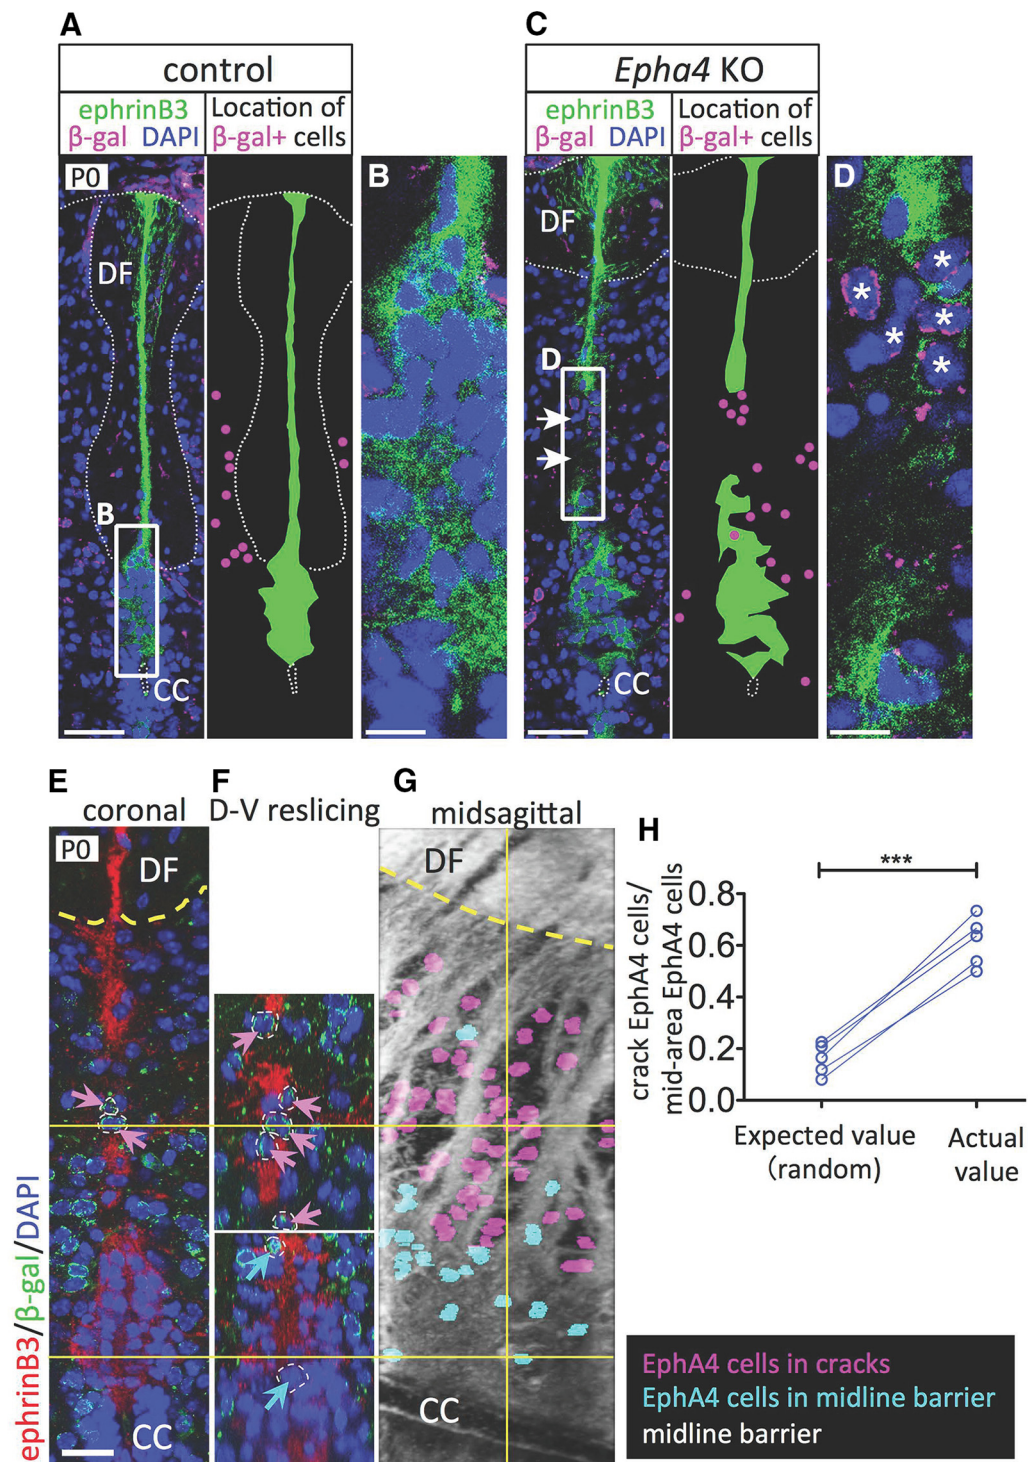 A
control
ephrinB3
β-gal DAPI
Location of
β-gal+ cells
P0
DF
B
CC
B
C
Epha4 KO
ephrinB3
β-gal DAPI
Location of
β-gal+ cells
DF
D
CC
D
*
*
*
*
*
E
coronal
P0
DF
CC
ephrinB3/β-gal/DAPI
F
D-V reslicing
G
midsagittal
DF
CC
H
***
crack EphA4 cells/
mid-area EphA4 cells
0.8
0.6
0.4
0.2
0.0
Expected value
(random)
Actual
value
EphA4 cells in cracks
EphA4 cells in midline barrier
midline barrier